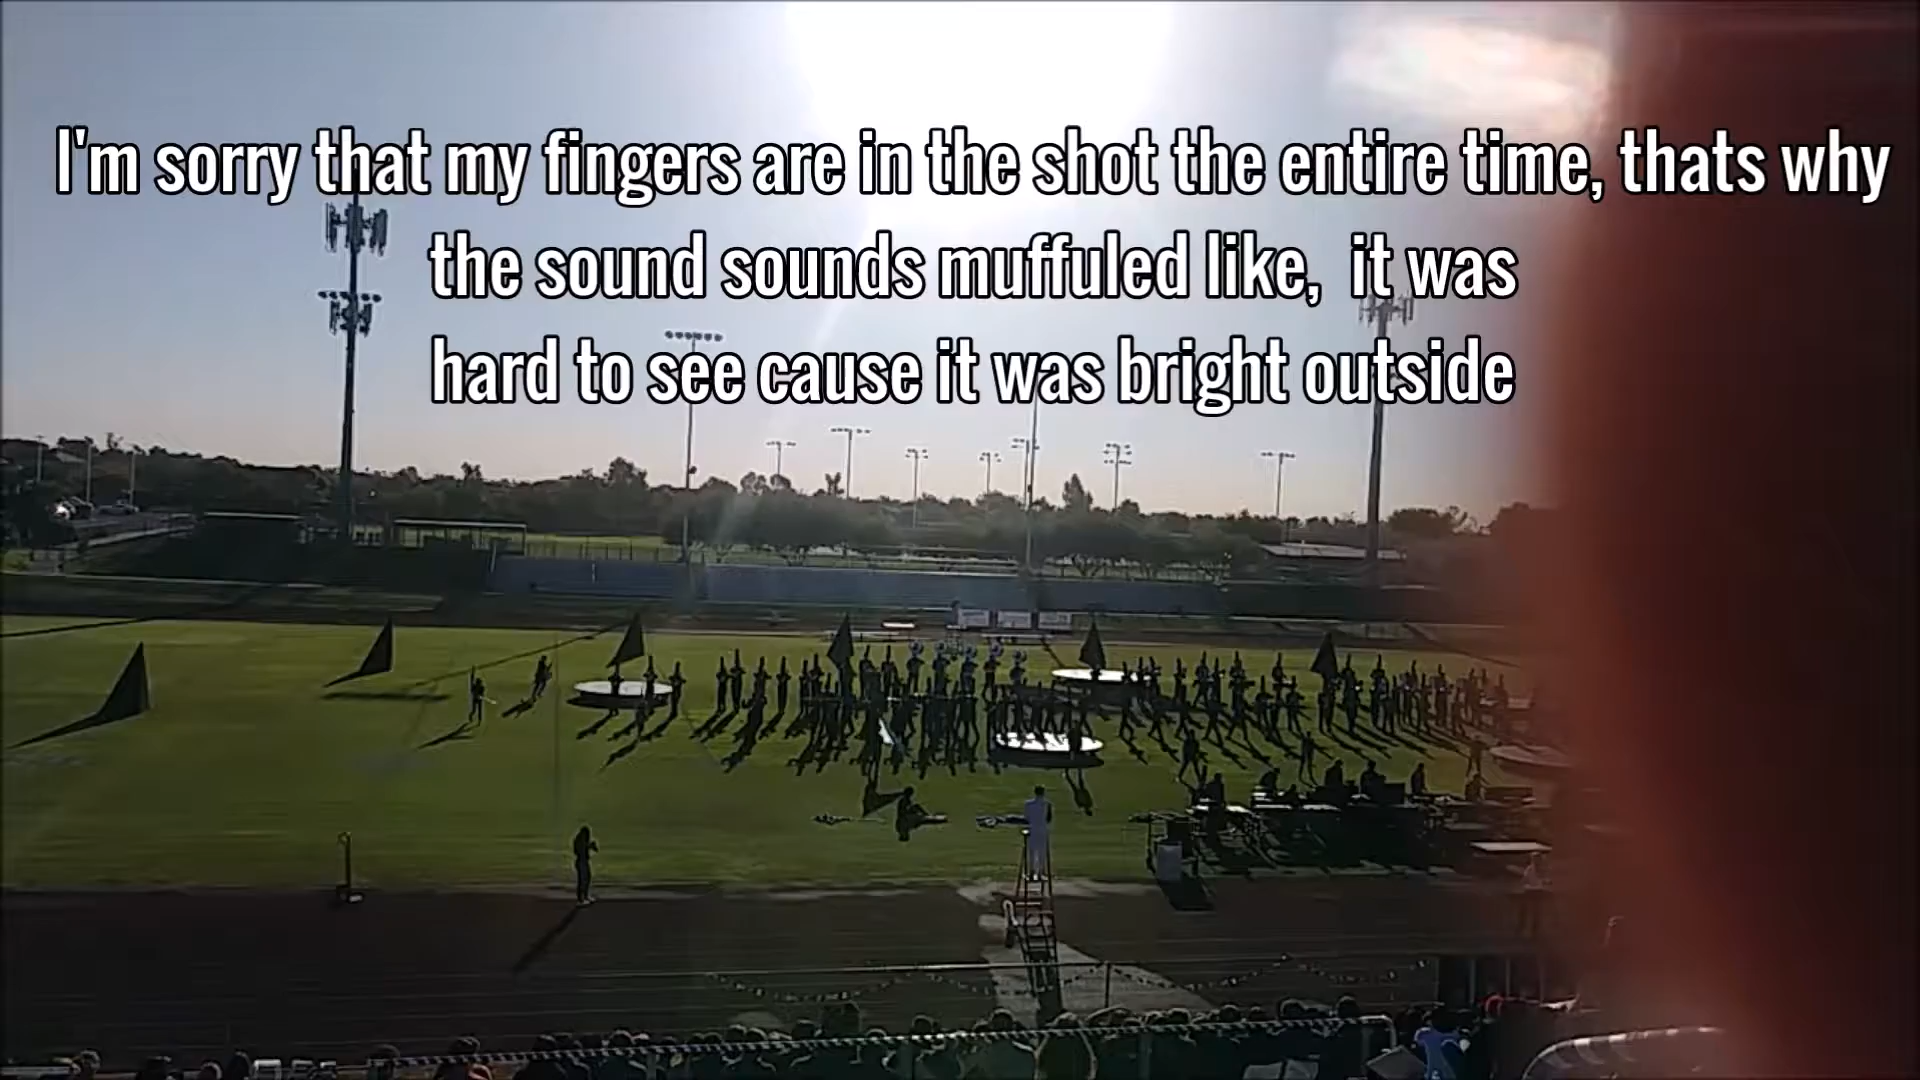 I'm sorry that my fingers are in the shot the entire time, thats why
the sound sounds muffuled like,  it was
hard to see cause it was bright outside